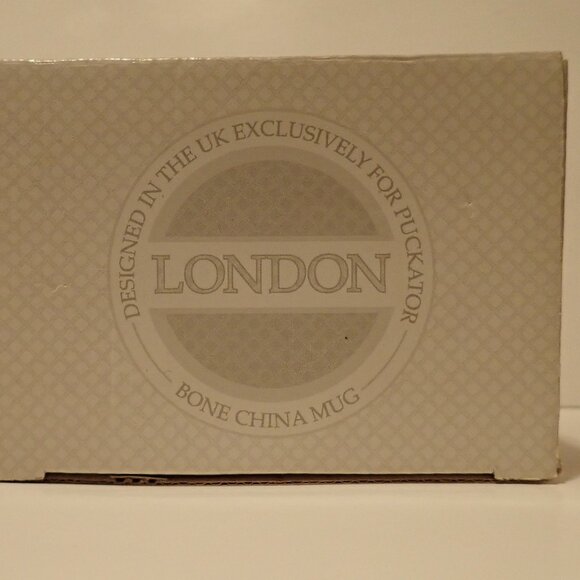 DESIGNED IN THE UK EXCLUSIVELY FOR PUCKATOR
LONDON
BONE CHINA MUG